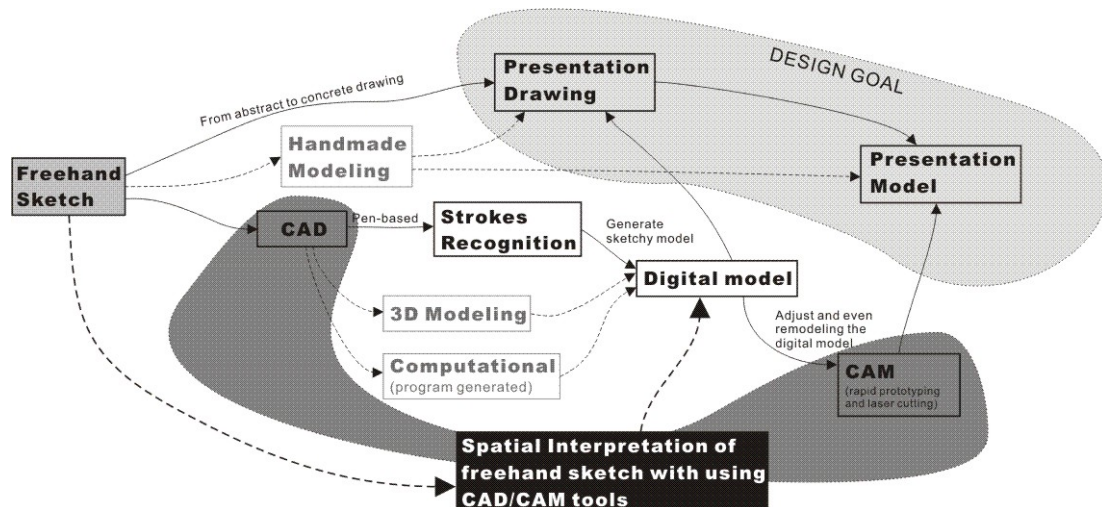 DESIGN GOAL
Presentation
Drawing
From abstract to concrete drawing
Handmade
Modeling
Presentation
Model
Freehand
Sketch
CAD
Pen-based
Strokes
Recognition
Generate
sketchy model
Digital model
3D Modeling
Adjust and even
remodeling the
digital model
Computational
(program generated)
CAM
(rapid prototyping
and laser cutting)
Spatial Interpretation of
freehand sketch with using
CAD/CAM tools